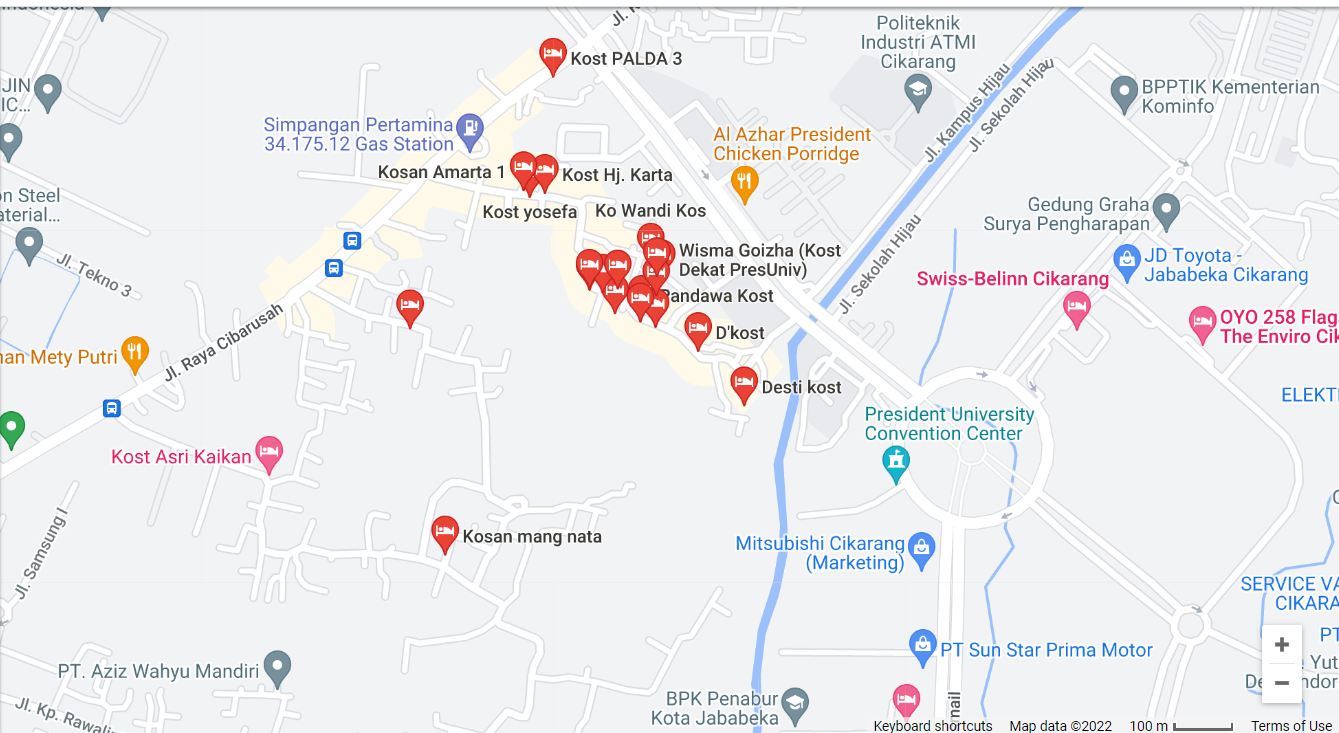 Kost PALDA 3
Politeknik
Industri ATMI
Cikarang
JIN
IC...
BPPTIK Kementerian
Kominfo
Jl. Kampus Hijau
Jl. Sekolah Hijau
Simpangan Pertamina
34.175.12 Gas Station
Al Azhar President
Chicken Porridge
Kosan Amarta 1
Kost Hj. Karta
on Steel
aterial...
Kost yosefa
Ko Wandi Kos
Gedung Graha
Surya Pengharapan
Jl. Tekno 3
Wisma Goizha (Kost
Dekat PresUniv)
Jl. Sekolah Hijau
JD Toyota -
Jababeka Cikarang
Swiss-Belinn Cikarang
Pandawa Kost
OYO 258 Flag
The Enviro Cik
D'kost
Jl. Raya Cibarusah
nan Mety Putri
Desti kost
ELEKT
President University
Convention Center
Kost Asri Kaikan
Jl. Samsung I
Kosan mang nata
Mitsubishi Cikarang
(Marketing)
SERVICE VA
CIKARA
PT
PT Sun Star Prima Motor
+
Yut
PT. Aziz Wahyu Mandiri
De
ndor
−
Jl. Kp. Rawalin
BPK Penabur
Kota Jababeka
mail
Keyboard shortcuts
Map data ©2022
100 m
Terms of Use